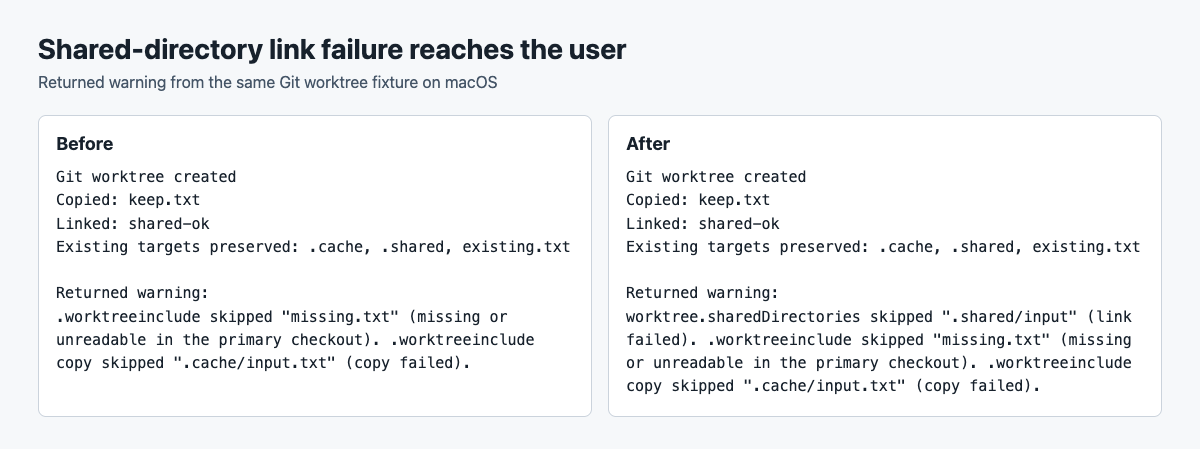 Shared-directory link failure reaches the user
Returned warning from the same Git worktree fixture on macOS
Before
Git worktree created
Copied: keep.txt
Linked: shared-ok
Existing targets preserved: .cache, .shared, existing.txt
Returned warning:
.worktreeinclude skipped "missing.txt" (missing or
unreadable in the primary checkout). .worktreeinclude
copy skipped ".cache/input.txt" (copy failed).
After
Git worktree created
Copied: keep.txt
Linked: shared-ok
Existing targets preserved: .cache, .shared, existing.txt
Returned warning:
worktree.sharedDirectories skipped ".shared/input" (link
failed). .worktreeinclude skipped "missing.txt" (missing
or unreadable in the primary checkout). .worktreeinclude
copy skipped ".cache/input.txt" (copy failed).